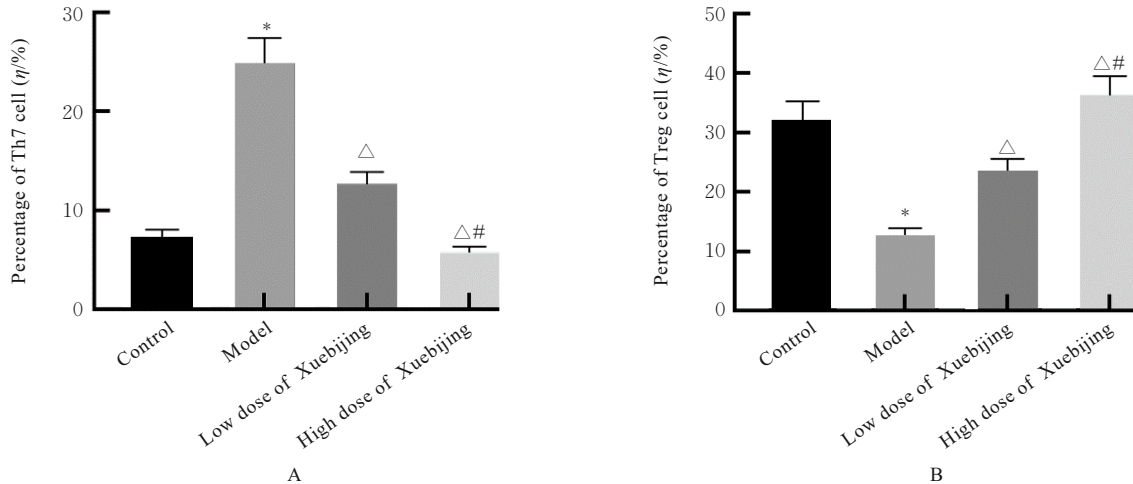 Percentage of Th7 cell (η/%)
30
20
10
0
*
△
△#
Control
Model
Low dose of Xuebijing
High dose of Xuebijing
A
Percentage of Treg cell (η/%)
50
40
30
20
10
0
*
△
△#
Control
Model
Low dose of Xuebijing
High dose of Xuebijing
B